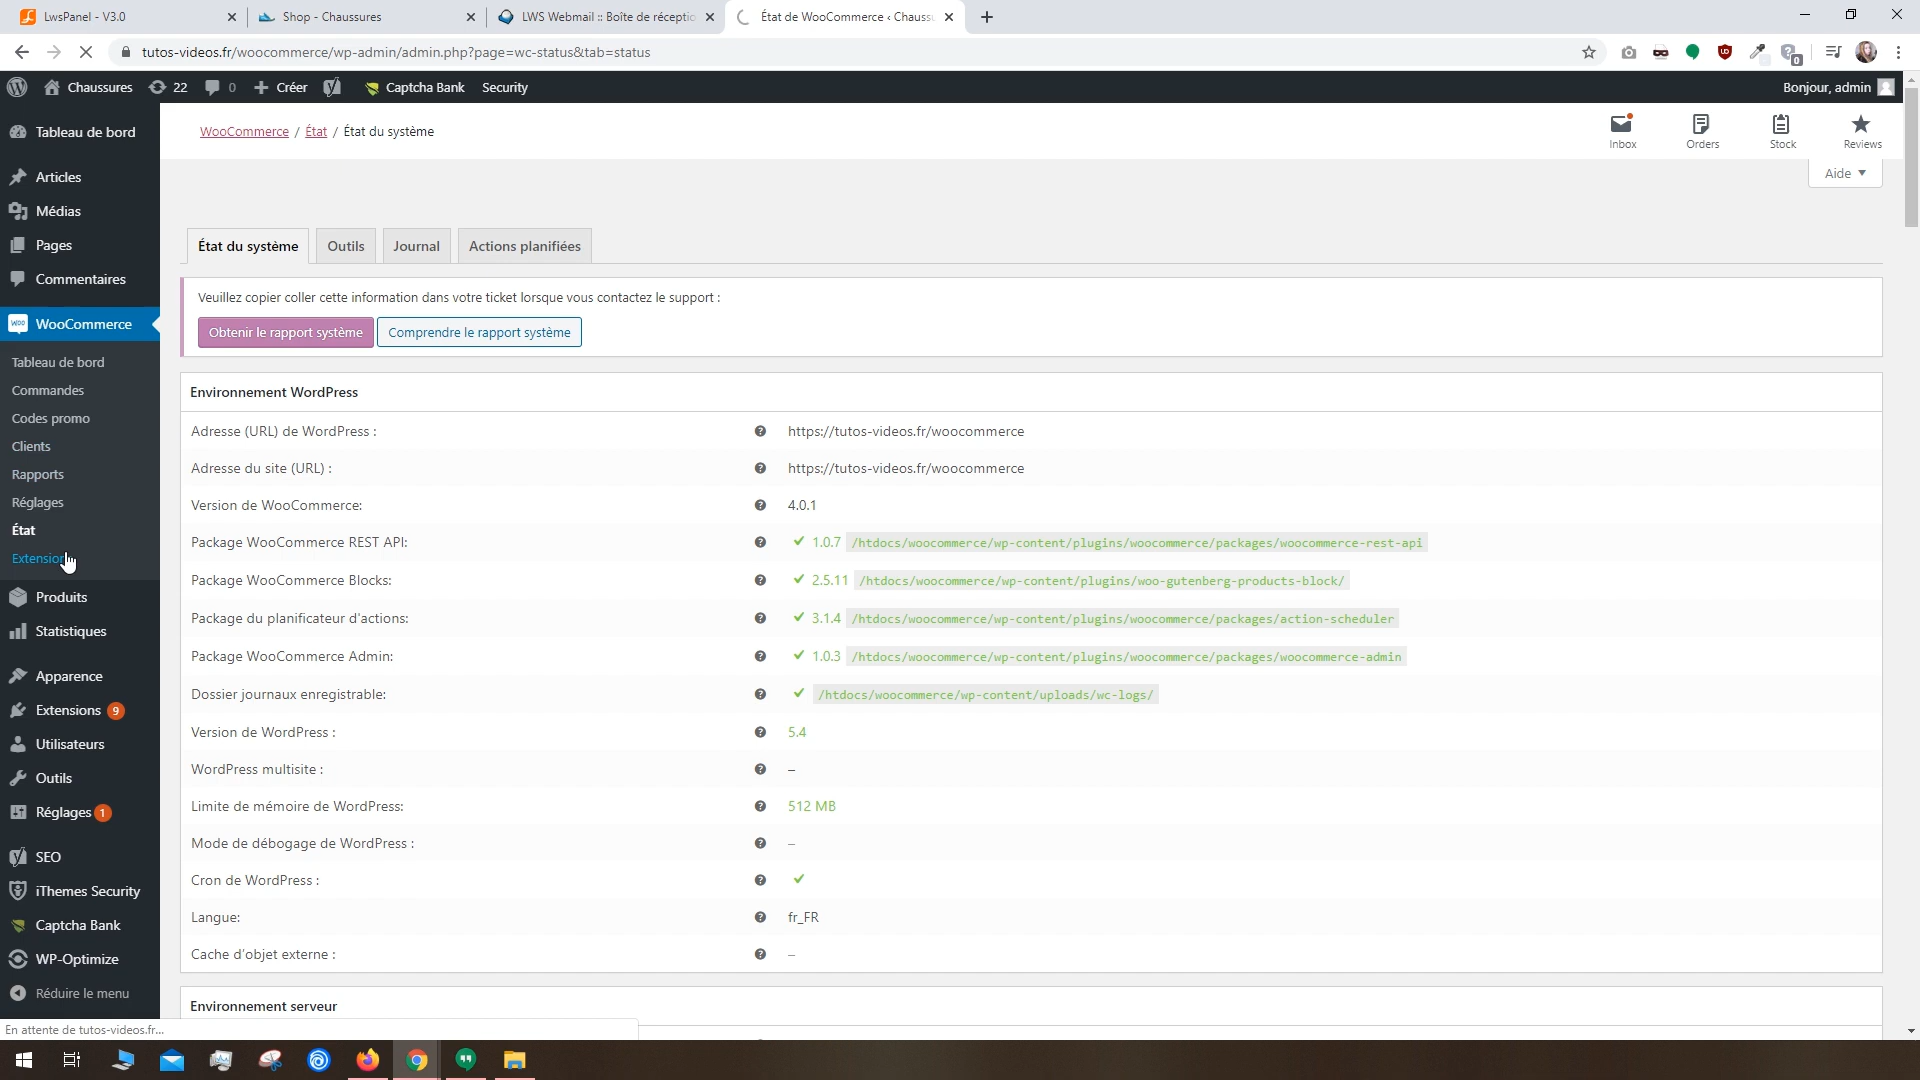 LwsPanel - V3.0
Shop - Chaussures
LWS Webmail :: Boîte de réceptio
État de WooCommerce ‹ Chauss
tutos-videos.fr/woocommerce/wp-admin/admin.php?page=wc-status&tab=status
0
Chaussures
22
0
Créer
Captcha Bank
Security
Bonjour, admin
Tableau de bord
Articles
Médias
Pages
Commentaires
WooCommerce
Tableau de bord
Commandes
Codes promo
Clients
Rapports
Réglages
État
Extension
Produits
Statistiques
Apparence
Extensions 9
Utilisateurs
Outils
Réglages 1
SEO
iThemes Security
Captcha Bank
WP-Optimize
Réduire le menu
WooCommerce / État / État du système
Inbox
Orders
Stock
Reviews
Aide
État du système
Outils
Journal
Actions planifiées
Veuillez copier coller cette information dans votre ticket lorsque vous contactez le support :
Obtenir le rapport système
Comprendre le rapport système
Environnement WordPress
Adresse (URL) de WordPress : https://tutos-videos.fr/woocommerce
Adresse du site (URL) : https://tutos-videos.fr/woocommerce
Version de WooCommerce: 4.0.1
Package WooCommerce REST API: 1.0.7 /htdocs/woocommerce/wp-content/plugins/woocommerce/packages/woocommerce-rest-api
Package WooCommerce Blocks: 2.5.11 /htdocs/woocommerce/wp-content/plugins/woo-gutenberg-products-block/
Package du planificateur d'actions: 3.1.4 /htdocs/woocommerce/wp-content/plugins/woocommerce/packages/action-scheduler
Package WooCommerce Admin: 1.0.3 /htdocs/woocommerce/wp-content/plugins/woocommerce/packages/woocommerce-admin
Dossier journaux enregistrable: /htdocs/woocommerce/wp-content/uploads/wc-logs/
Version de WordPress : 5.4
WordPress multisite : –
Limite de mémoire de WordPress: 512 MB
Mode de débogage de WordPress : –
Cron de WordPress :
Langue: fr_FR
Cache d'objet externe : –
Environnement serveur
En attente de tutos-videos.fr...